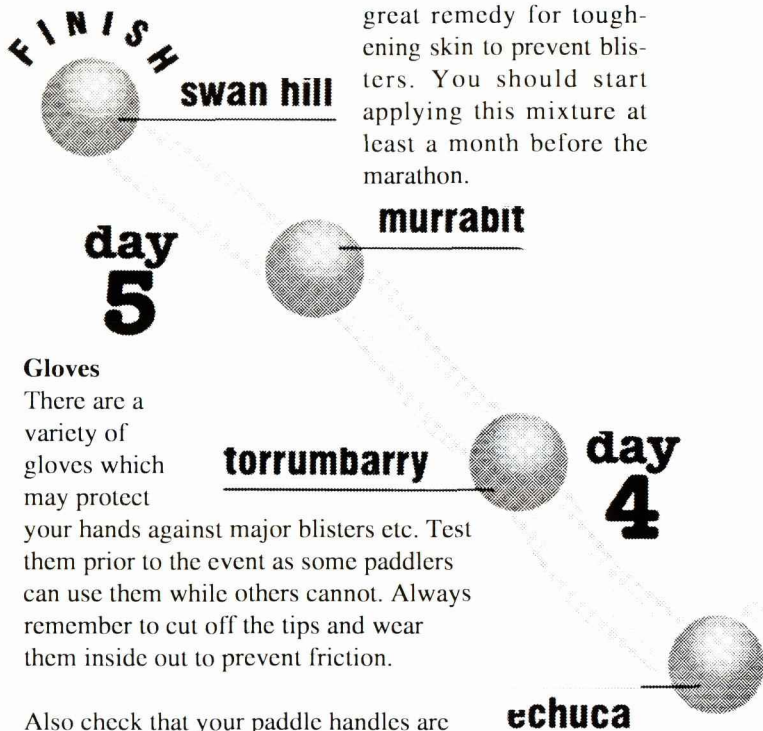 great remedy for tough-
ening skin to prevent blis-
ters. You should start
applying this mixture at
least a month before the
marathon.
FINISH
swan hill
murrabit
day
5
Gloves
There are a
variety of
gloves which
may protect
your hands against major blisters etc. Test
them prior to the event as some paddlers
can use them while others cannot. Always
remember to cut off the tips and wear
them inside out to prevent friction.
torrumbarry
day
4
echuca
Also check that your paddle handles are